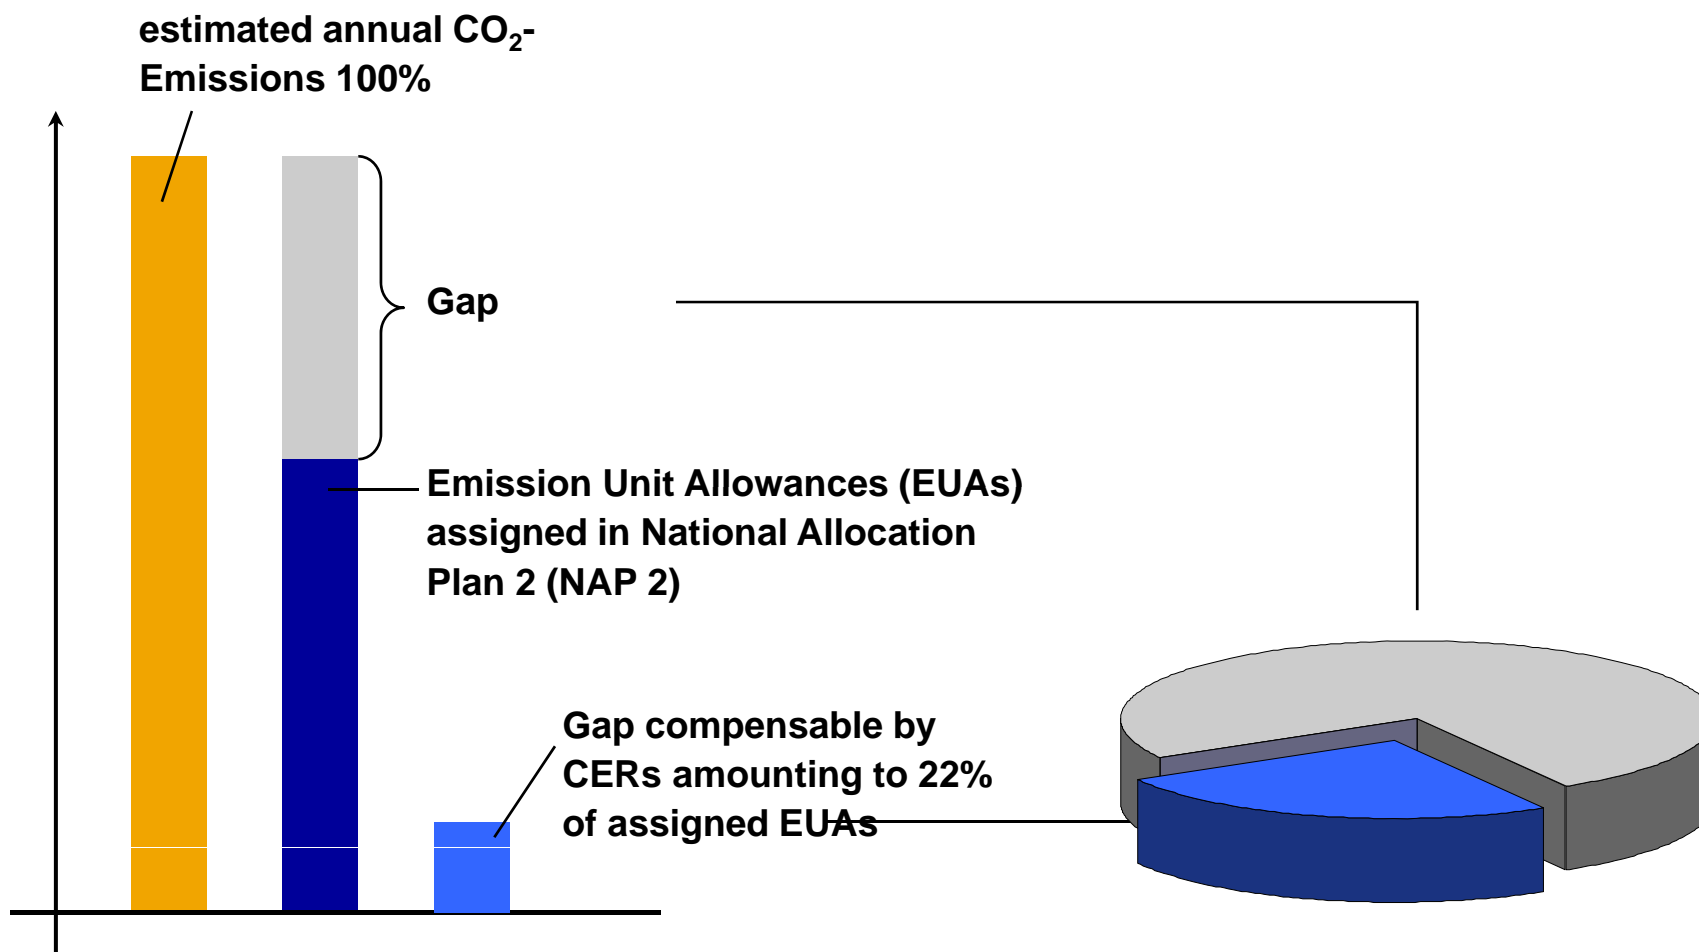 estimated annual CO₂-
Emissions 100%
Gap
Emission Unit Allowances (EUAs)
assigned in National Allocation
Plan 2 (NAP 2)
Gap compensable by
CERs amounting to 22%
of assigned EUAs